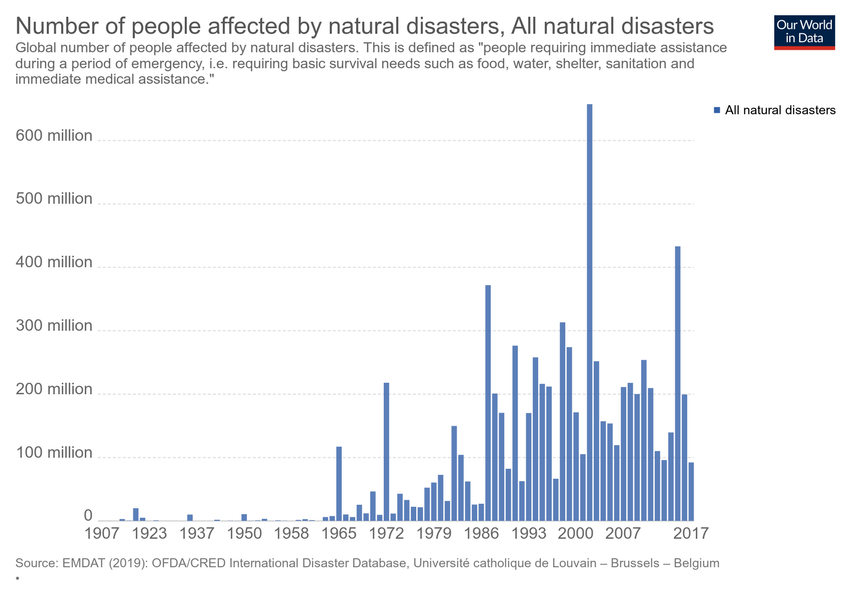 Number of people affected by natural disasters, All natural disasters
Our World
in Data
Global number of people affected by natural disasters. This is defined as "people requiring immediate assistance
during a period of emergency, i.e. requiring basic survival needs such as food, water, shelter, sanitation and
immediate medical assistance."
All natural disasters
600 million
500 million
400 million
300 million
200 million
100 million
0
1907 1923 1937 1950 1958 1965 1972 1979 1986 1993 2000 2007 2017
Source: EMDAT (2019): OFDA/CRED International Disaster Database, Université catholique de Louvain – Brussels – Belgium
•